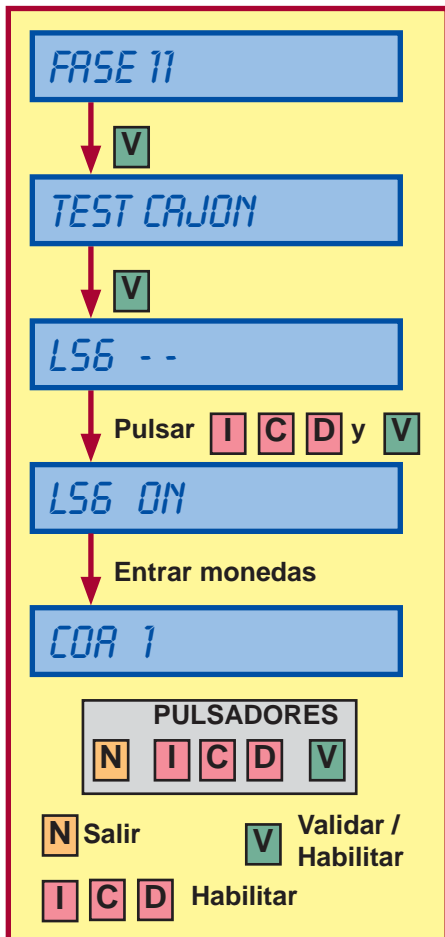 FASE 11
V
TEST CAJON
V
LS6 --
Pulsar I C D y V
LS6 ON
Entrar monedas
COA 1
PULSADORES
N I C D V
N Salir
V Validar /
Habilitar
I C D Habilitar